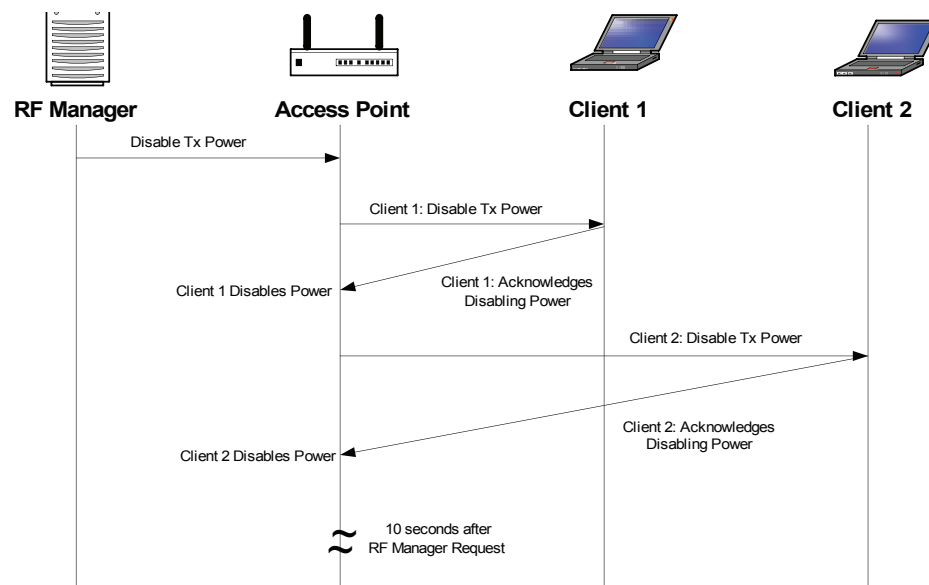 RF Manager
Access Point
Client 1
Client 2
Disable Tx Power
Client 1: Disable Tx Power
Client 1: Acknowledges
Disabling Power
Client 1 Disables Power
Client 2: Disable Tx Power
Client 2: Acknowledges
Disabling Power
Client 2 Disables Power
10 seconds after
RF Manager Request